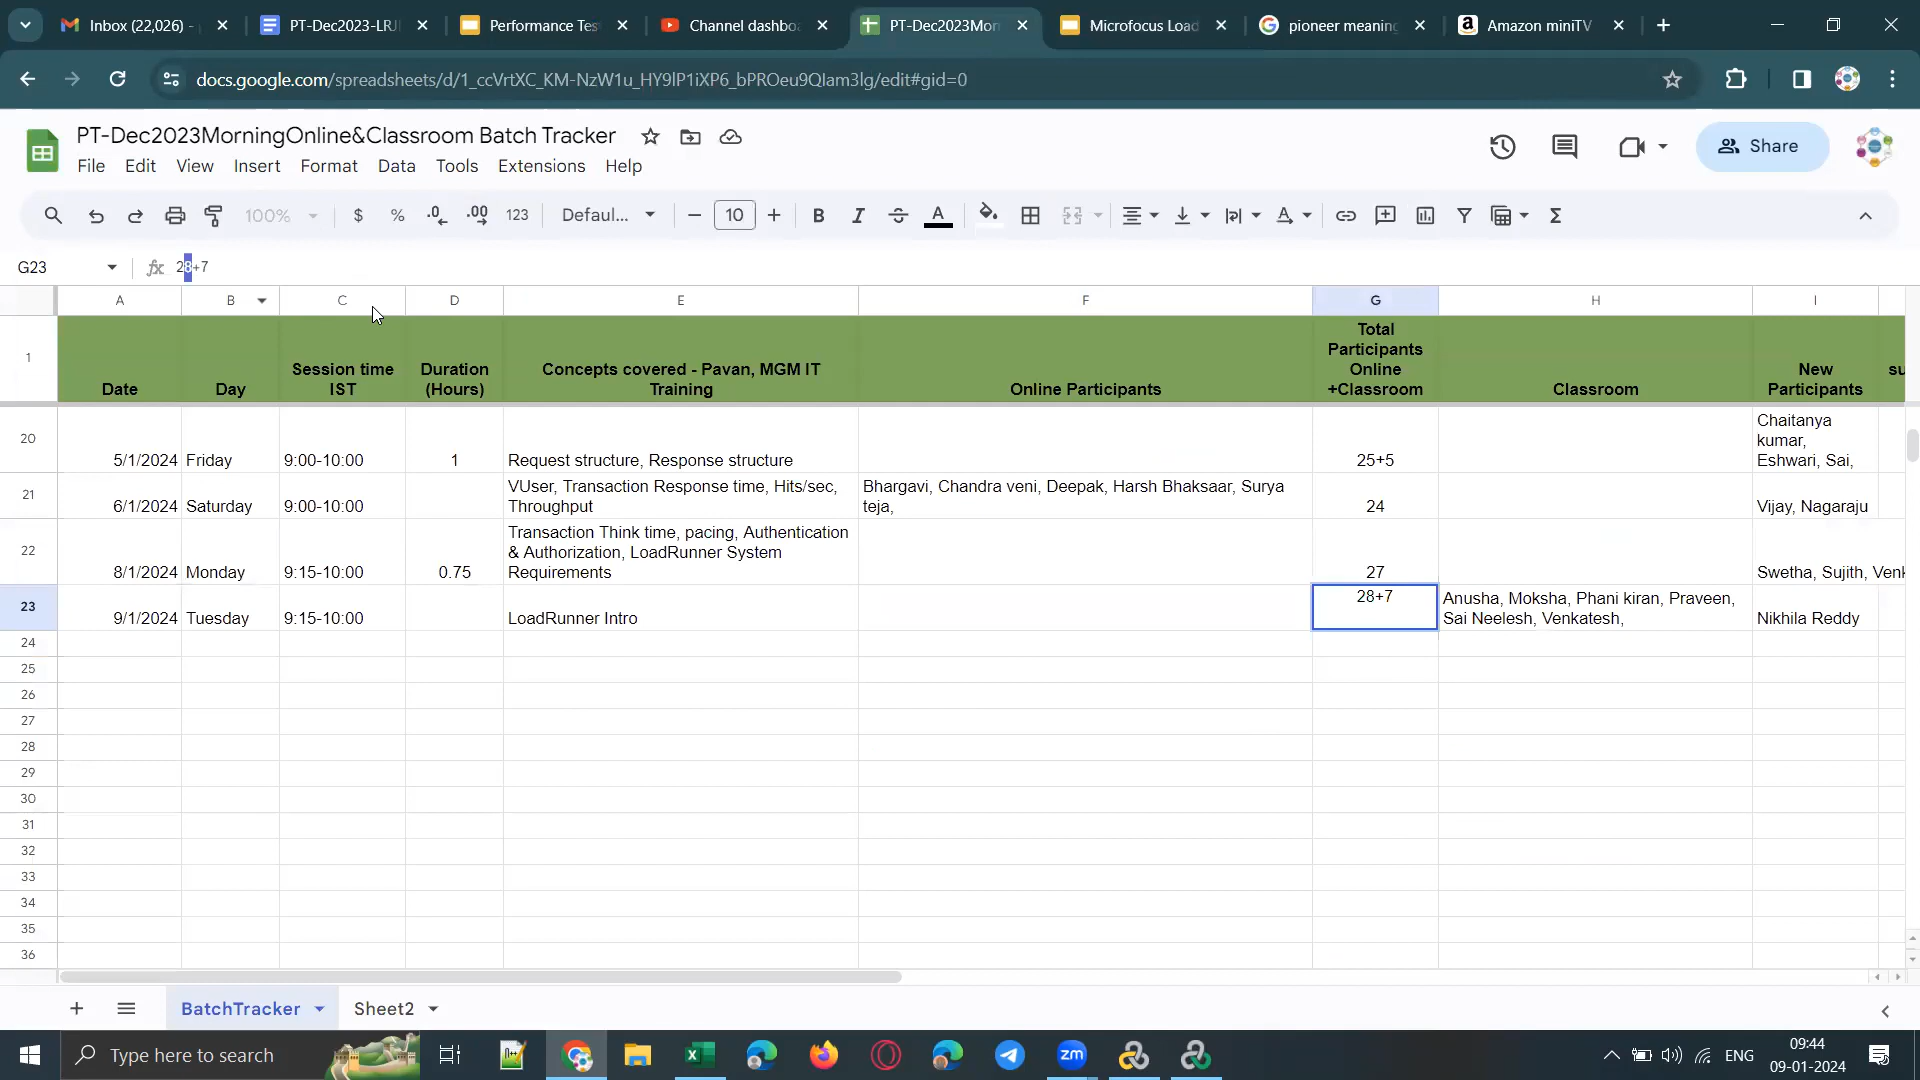 Inbox (22,026) -
PT-Dec2023-LRJI
Performance Tes
Channel dashbo
PT-Dec2023Mor
Microfocus Load
pioneer meaning
Amazon miniTV
docs.google.com/spreadsheets/d/1_ccVrtXC_KM-NzW1u_HY9lP1iXP6_bPROeu9QIam3lg/edit#gid=0
PT-Dec2023MorningOnline&Classroom Batch Tracker
File Edit View Insert Format Data Tools Extensions Help
Share
100% $ % .0 .00 123 Defaul... 10 B I S A
G23 fx 28+7
A B C D E F G H I
1
Date
Day
Session time
IST
Duration
(Hours)
Concepts covered - Pavan, MGM IT
Training
Online Participants
Total
Participants
Online
+Classroom
Classroom
New
Participants
su
20
5/1/2024 Friday 9:00-10:00 1 Request structure, Response structure 25+5
Chaitanya
kumar,
Eshwari, Sai,
21
6/1/2024 Saturday 9:00-10:00
VUser, Transaction Response time, Hits/sec,
Throughput
Bhargavi, Chandra veni, Deepak, Harsh Bhaksaar, Surya
teja,
24
Vijay, Nagaraju
22
8/1/2024 Monday 9:15-10:00 0.75
Transaction Think time, pacing, Authentication
& Authorization, LoadRunner System
Requirements
27
Swetha, Sujith, Venk
23
9/1/2024 Tuesday 9:15-10:00 LoadRunner Intro
28+7
Anusha, Moksha, Phani kiran, Praveen,
Sai Neelesh, Venkatesh,
Nikhila Reddy
24
25
26
27
28
29
30
31
32
33
34
35
36
BatchTracker Sheet2
Type here to search
zm
ENG
09:44
09-01-2024